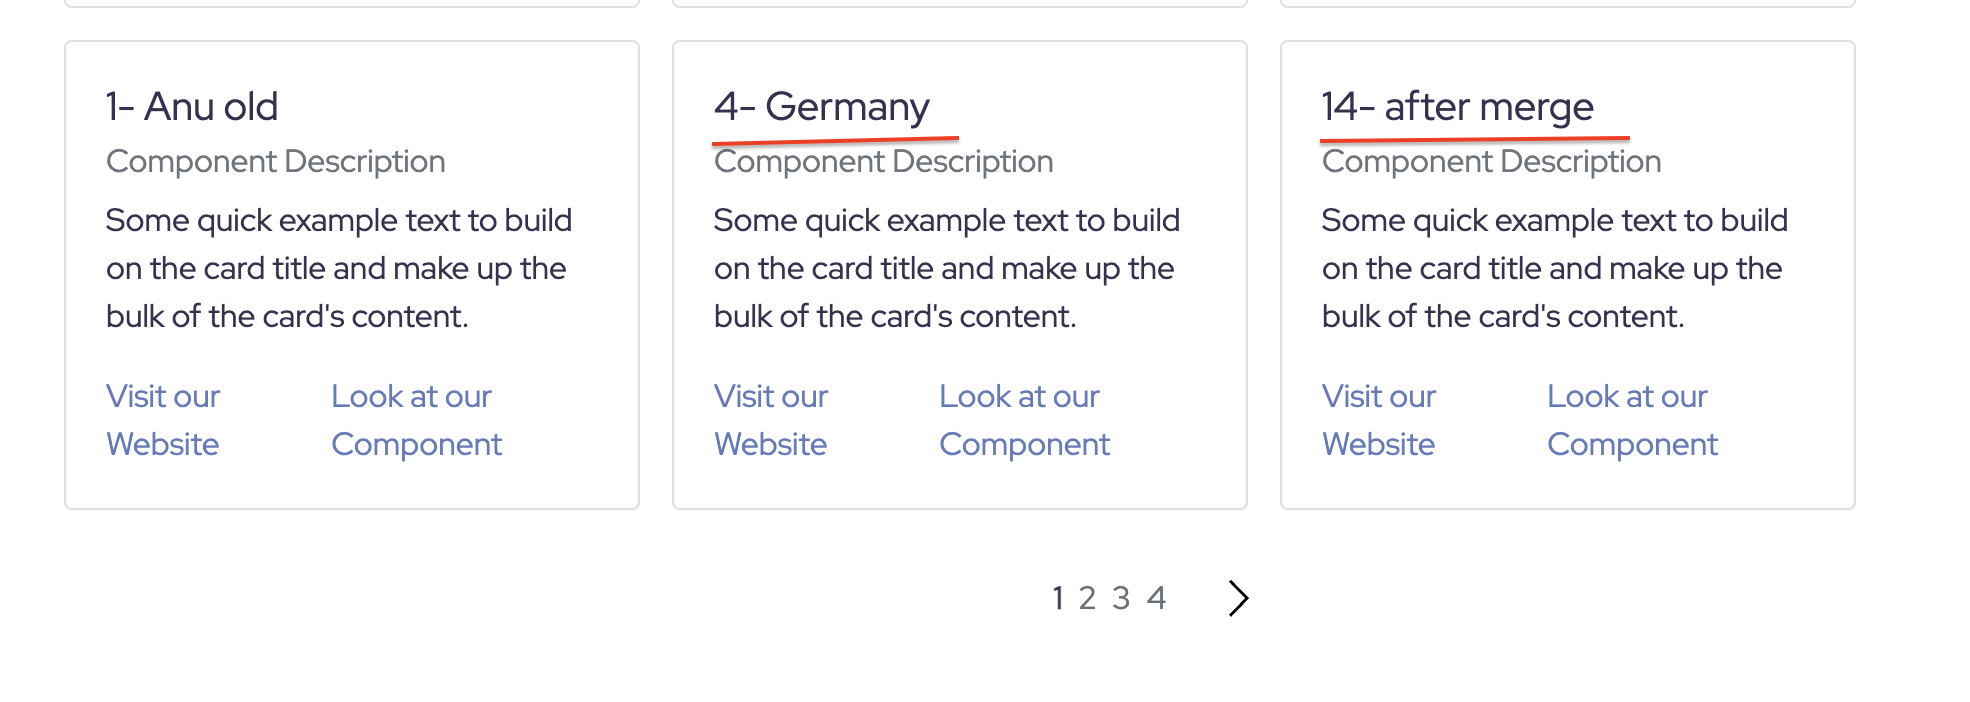 1- Anu old
Component Description
Some quick example text to build
on the card title and make up the
bulk of the card's content.
Visit our
Website
Look at our
Component
4- Germany
Component Description
Some quick example text to build
on the card title and make up the
bulk of the card's content.
Visit our
Website
Look at our
Component
14- after merge
Component Description
Some quick example text to build
on the card title and make up the
bulk of the card's content.
Visit our
Website
Look at our
Component
1 2 3 4